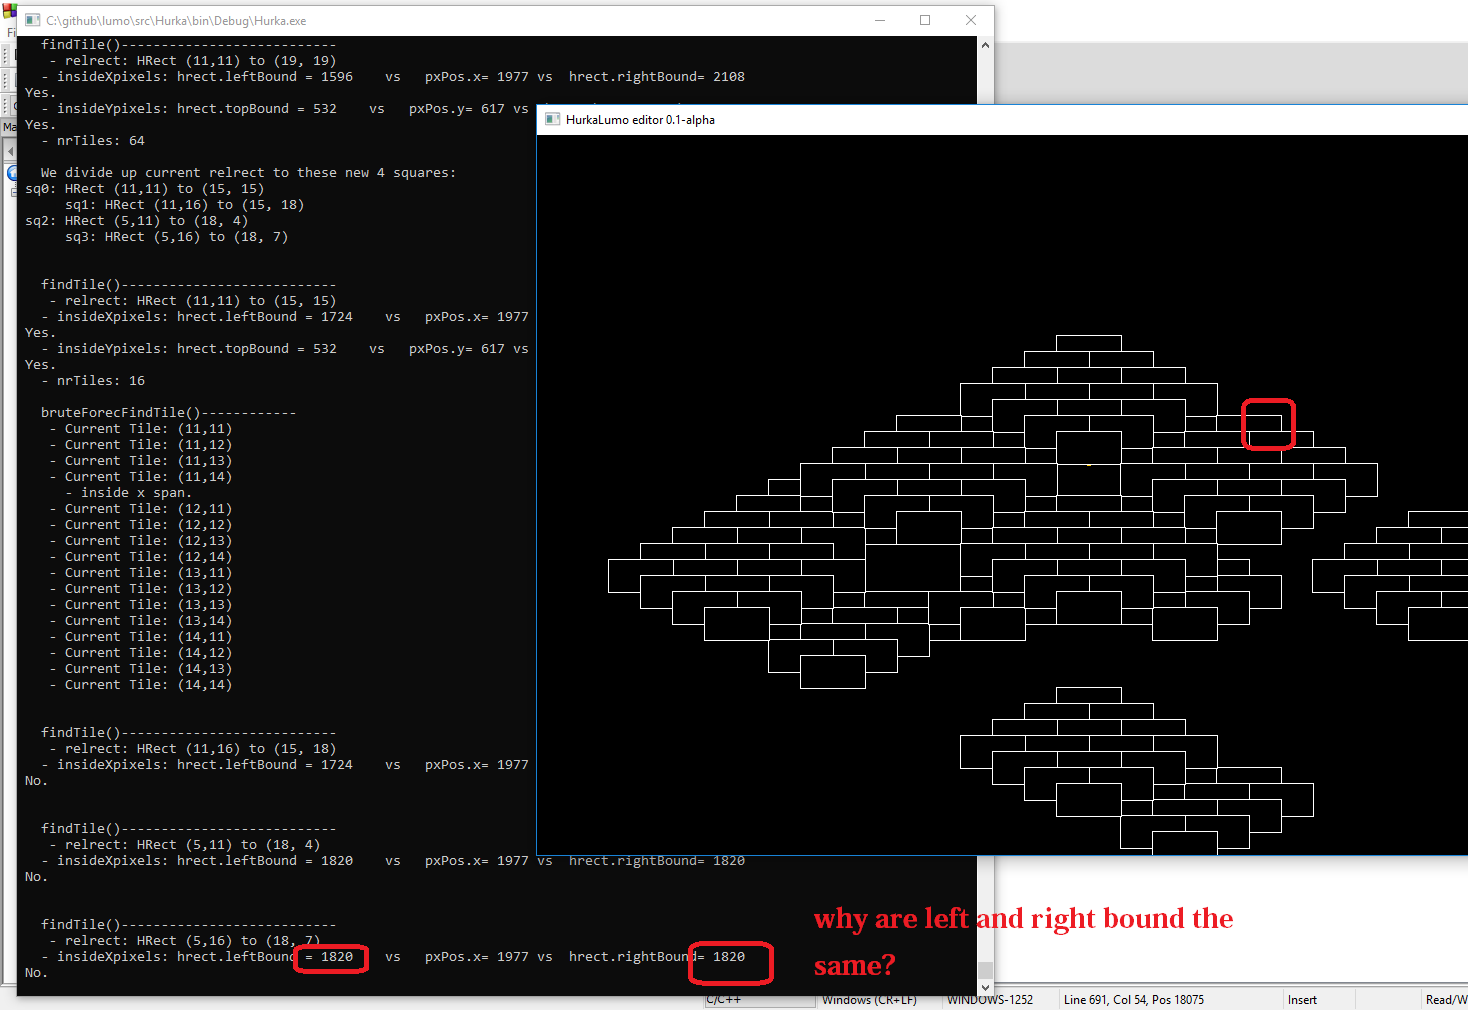 C:\github\lumo\src\Hurka\bin\Debug\Hurka.exe
Fi
findTile()---------------------------
- relrect: HRect (11,11) to (19, 19)
- insideXpixels: hrect.leftBound = 1596    vs   pxPos.x= 1977 vs  hrect.rightBound= 2108
Yes.
- insideYpixels: hrect.topBound = 532    vs   pxPos.y= 617 vs
Yes.
- nrTiles: 64
Ma
HurkaLumo editor 0.1-alpha
We divide up current relrect to these new 4 squares:
sq0: HRect (11,11) to (15, 15)
sq1: HRect (11,16) to (15, 18)
sq2: HRect (5,11) to (18, 4)
sq3: HRect (5,16) to (18, 7)
findTile()---------------------------
- relrect: HRect (11,11) to (15, 15)
- insideXpixels: hrect.leftBound = 1724    vs   pxPos.x= 1977
Yes.
- insideYpixels: hrect.topBound = 532    vs   pxPos.y= 617 vs
Yes.
- nrTiles: 16
bruteForecFindTile()------------
- Current Tile: (11,11)
- Current Tile: (11,12)
- Current Tile: (11,13)
- Current Tile: (11,14)
- inside x span.
- Current Tile: (12,11)
- Current Tile: (12,12)
- Current Tile: (12,13)
- Current Tile: (12,14)
- Current Tile: (13,11)
- Current Tile: (13,12)
- Current Tile: (13,13)
- Current Tile: (13,14)
- Current Tile: (14,11)
- Current Tile: (14,12)
- Current Tile: (14,13)
- Current Tile: (14,14)
findTile()---------------------------
- relrect: HRect (11,16) to (15, 18)
- insideXpixels: hrect.leftBound = 1724    vs   pxPos.x= 1977
No.
findTile()---------------------------
- relrect: HRect (5,11) to (18, 4)
- insideXpixels: hrect.leftBound = 1820    vs   pxPos.x= 1977 vs  hrect.rightBound= 1820
No.
findTile()---------------------------
- relrect: HRect (5,16) to (18, 7)
- insideXpixels: hrect.leftBound = 1820    vs   pxPos.x= 1977 vs  hrect.rightBound= 1820
No.
why are left and right bound the
same?
C/C++ Windows (CR+LF) WINDOWS-1252 Line 691, Col 54, Pos 18075 Insert Read/W